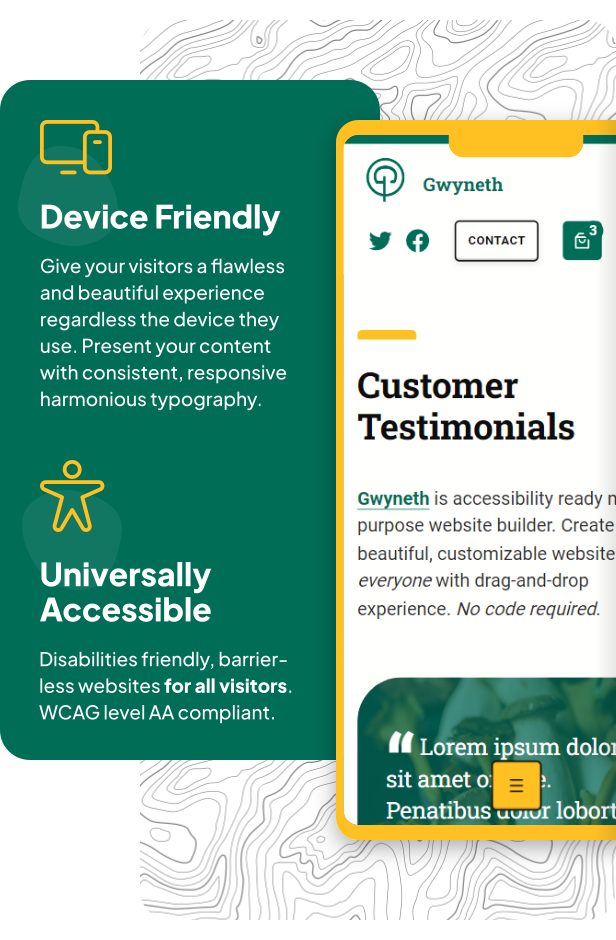 Device Friendly
Give your visitors a flawless
and beautiful experience
regardless the device they
use. Present your content
with consistent, responsive
harmonious typography.
Universally
Accessible
Disabilities friendly, barrier-
less websites for all visitors.
WCAG level AA compliant.
Gwyneth
CONTACT
3
Customer
Testimonials
Gwyneth is accessibility ready
purpose website builder. Create
beautiful, customizable website
everyone with drag-and-drop
experience. No code required.
“ Lorem ipsum dolor
sit amet
Penatibus dolor lobort